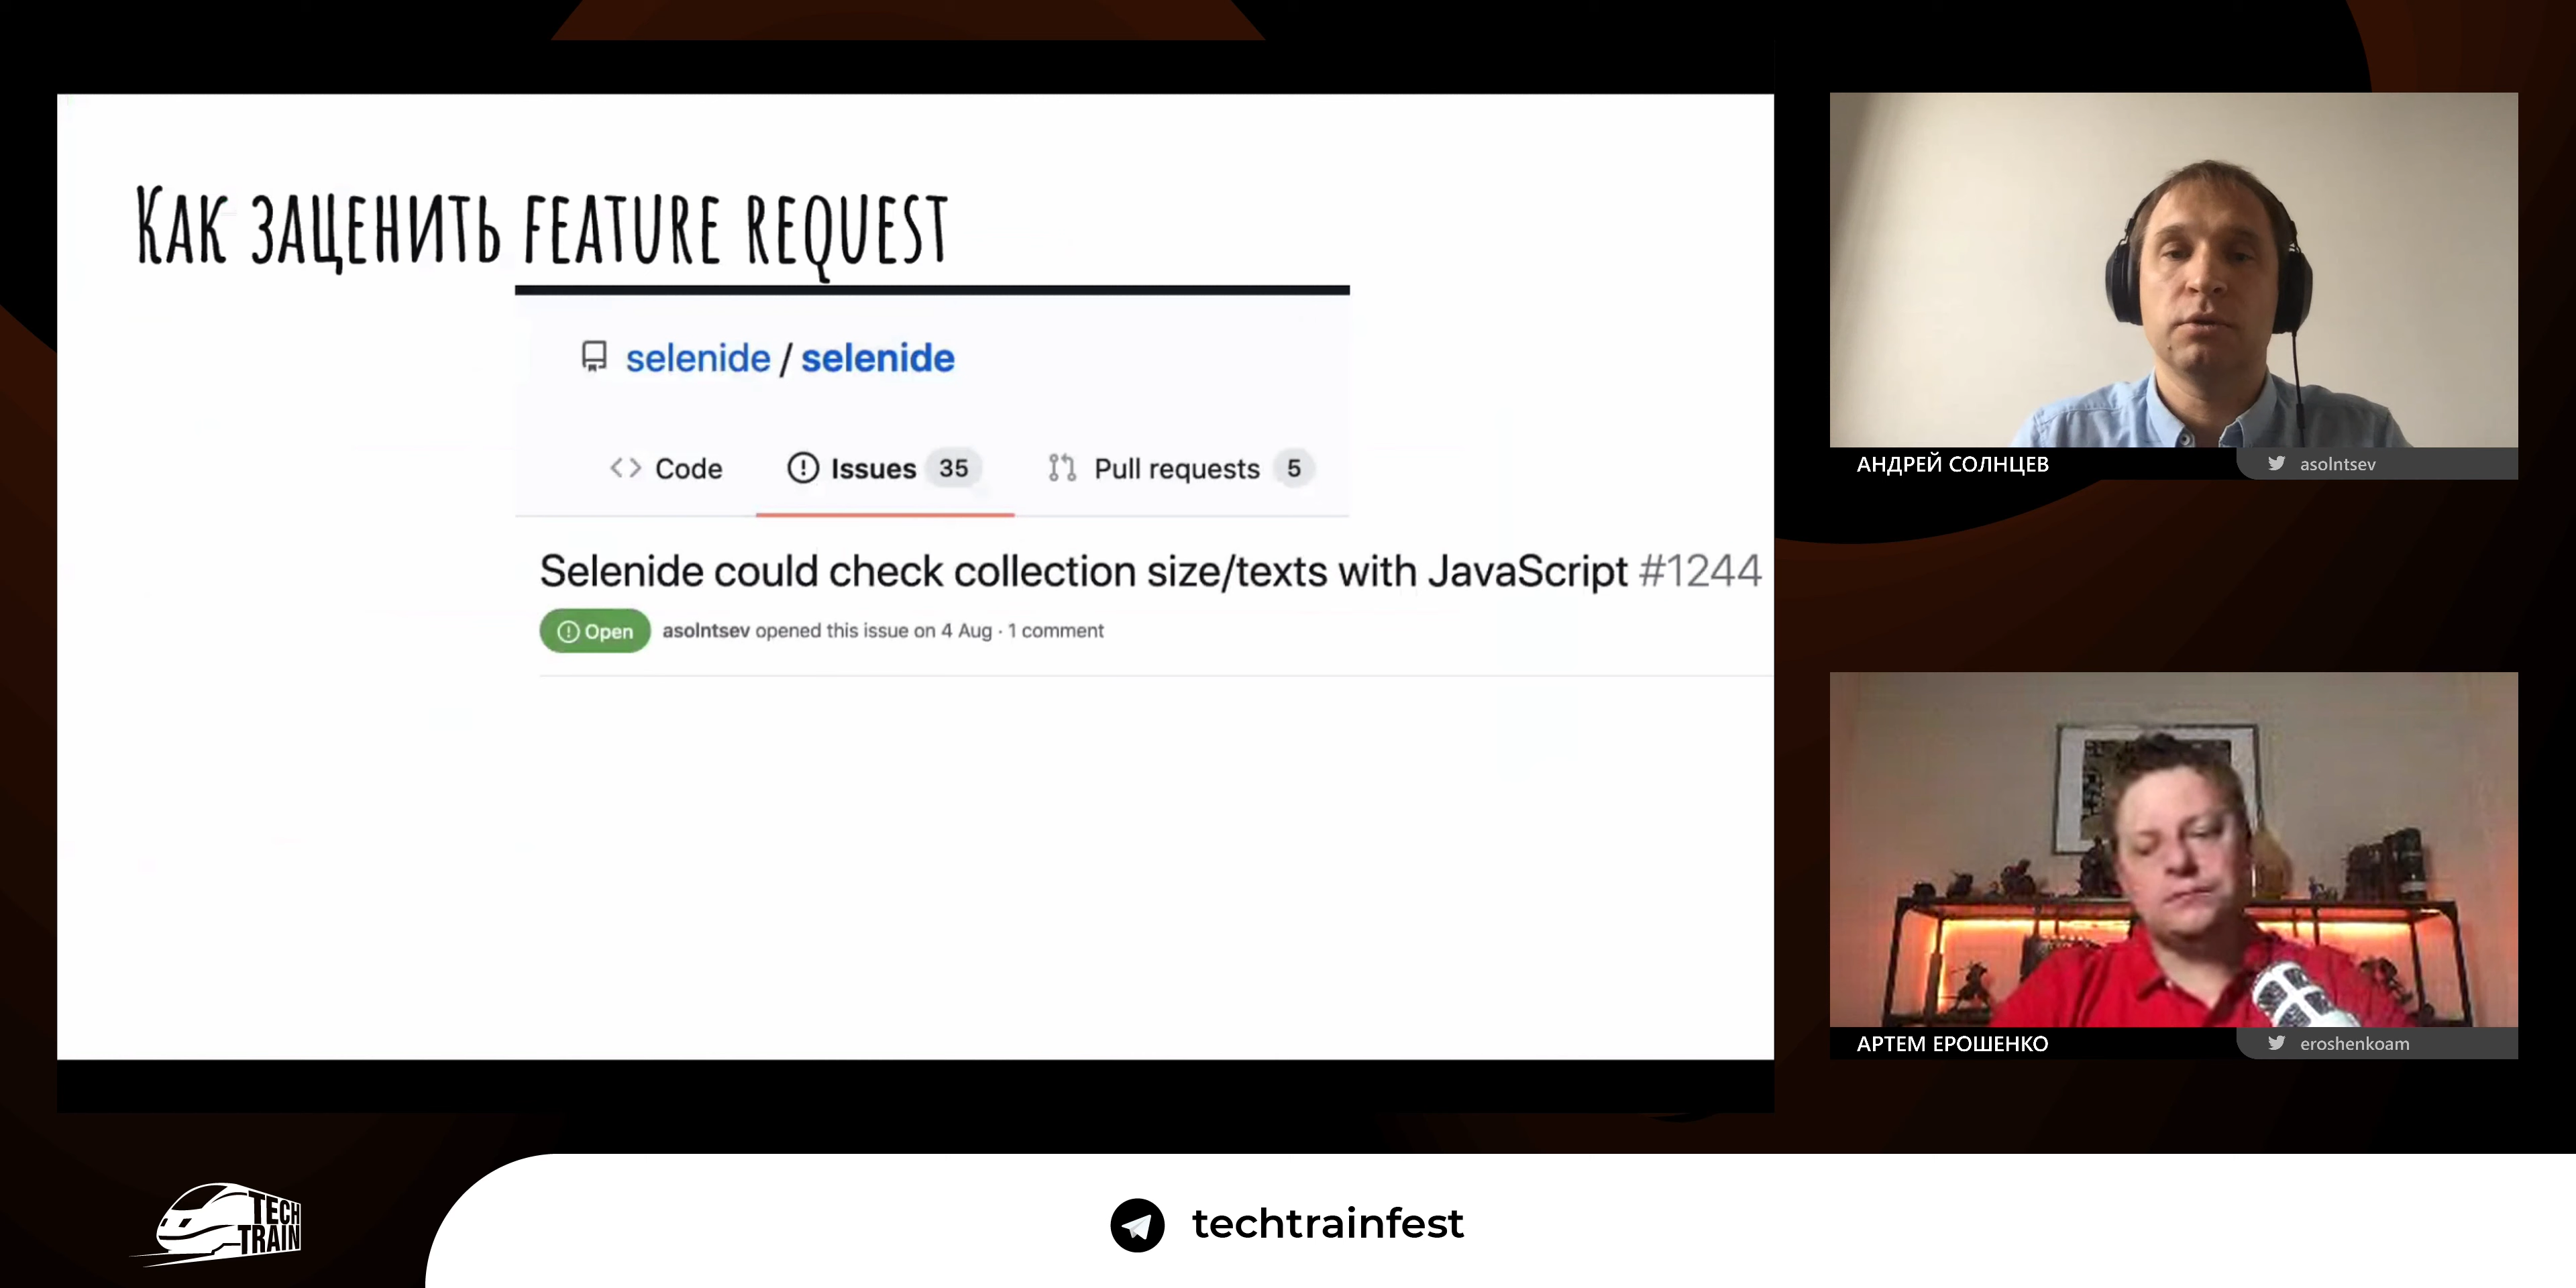 Как заценить feature request
selenide / selenide
Code
Issues 35
Pull requests 5
Selenide could check collection size/texts with JavaScript #1244
Open
asolntsev opened this issue on 4 Aug · 1 comment
АНДРЕЙ СОЛНЦЕВ
asolntsev
АРТЕМ ЕРОШЕНКО
eroshenkoam
TECH
TRAIN
techtrainfest